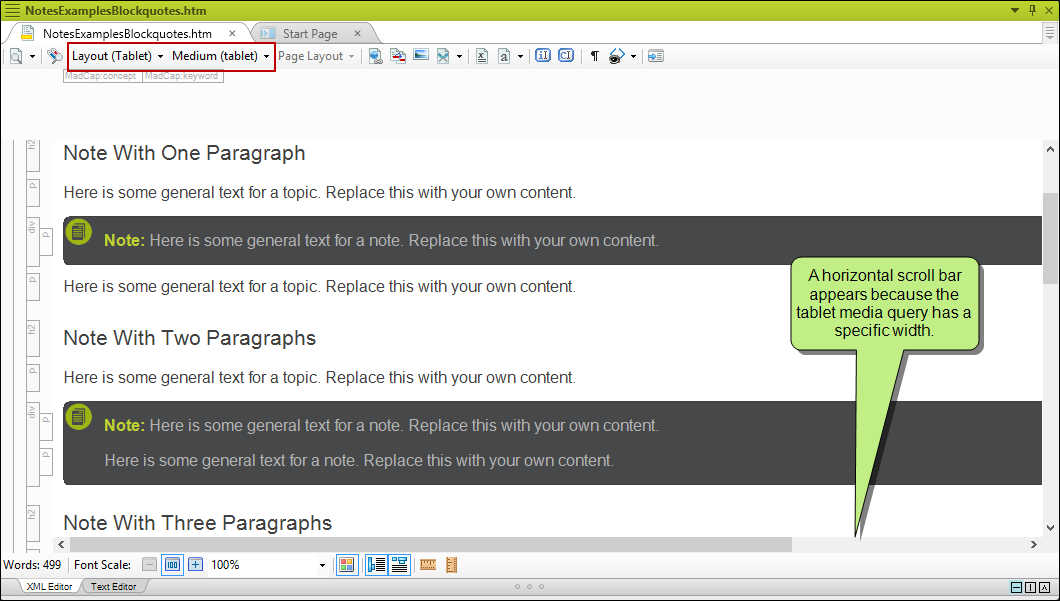 NotesExamplesBlockquotes.htm
NotesExamplesBlockquotes.htm Start Page
Layout (Tablet) Medium (tablet) Page Layout
MadCap:concept MadCap:keyword
h2
Note With One Paragraph
p
Here is some general text for a topic. Replace this with your own content.
div
p
Note: Here is some general text for a note. Replace this with your own content.
p
Here is some general text for a topic. Replace this with your own content.
A horizontal scroll bar
appears because the
tablet media query has a
specific width.
h2
Note With Two Paragraphs
p
Here is some general text for a topic. Replace this with your own content.
div
p
Note: Here is some general text for a note. Replace this with your own content.
p
Here is some general text for a note. Replace this with your own content.
h2
Note With Three Paragraphs
Words: 499 Font Scale: 100 100%
XML Editor Text Editor